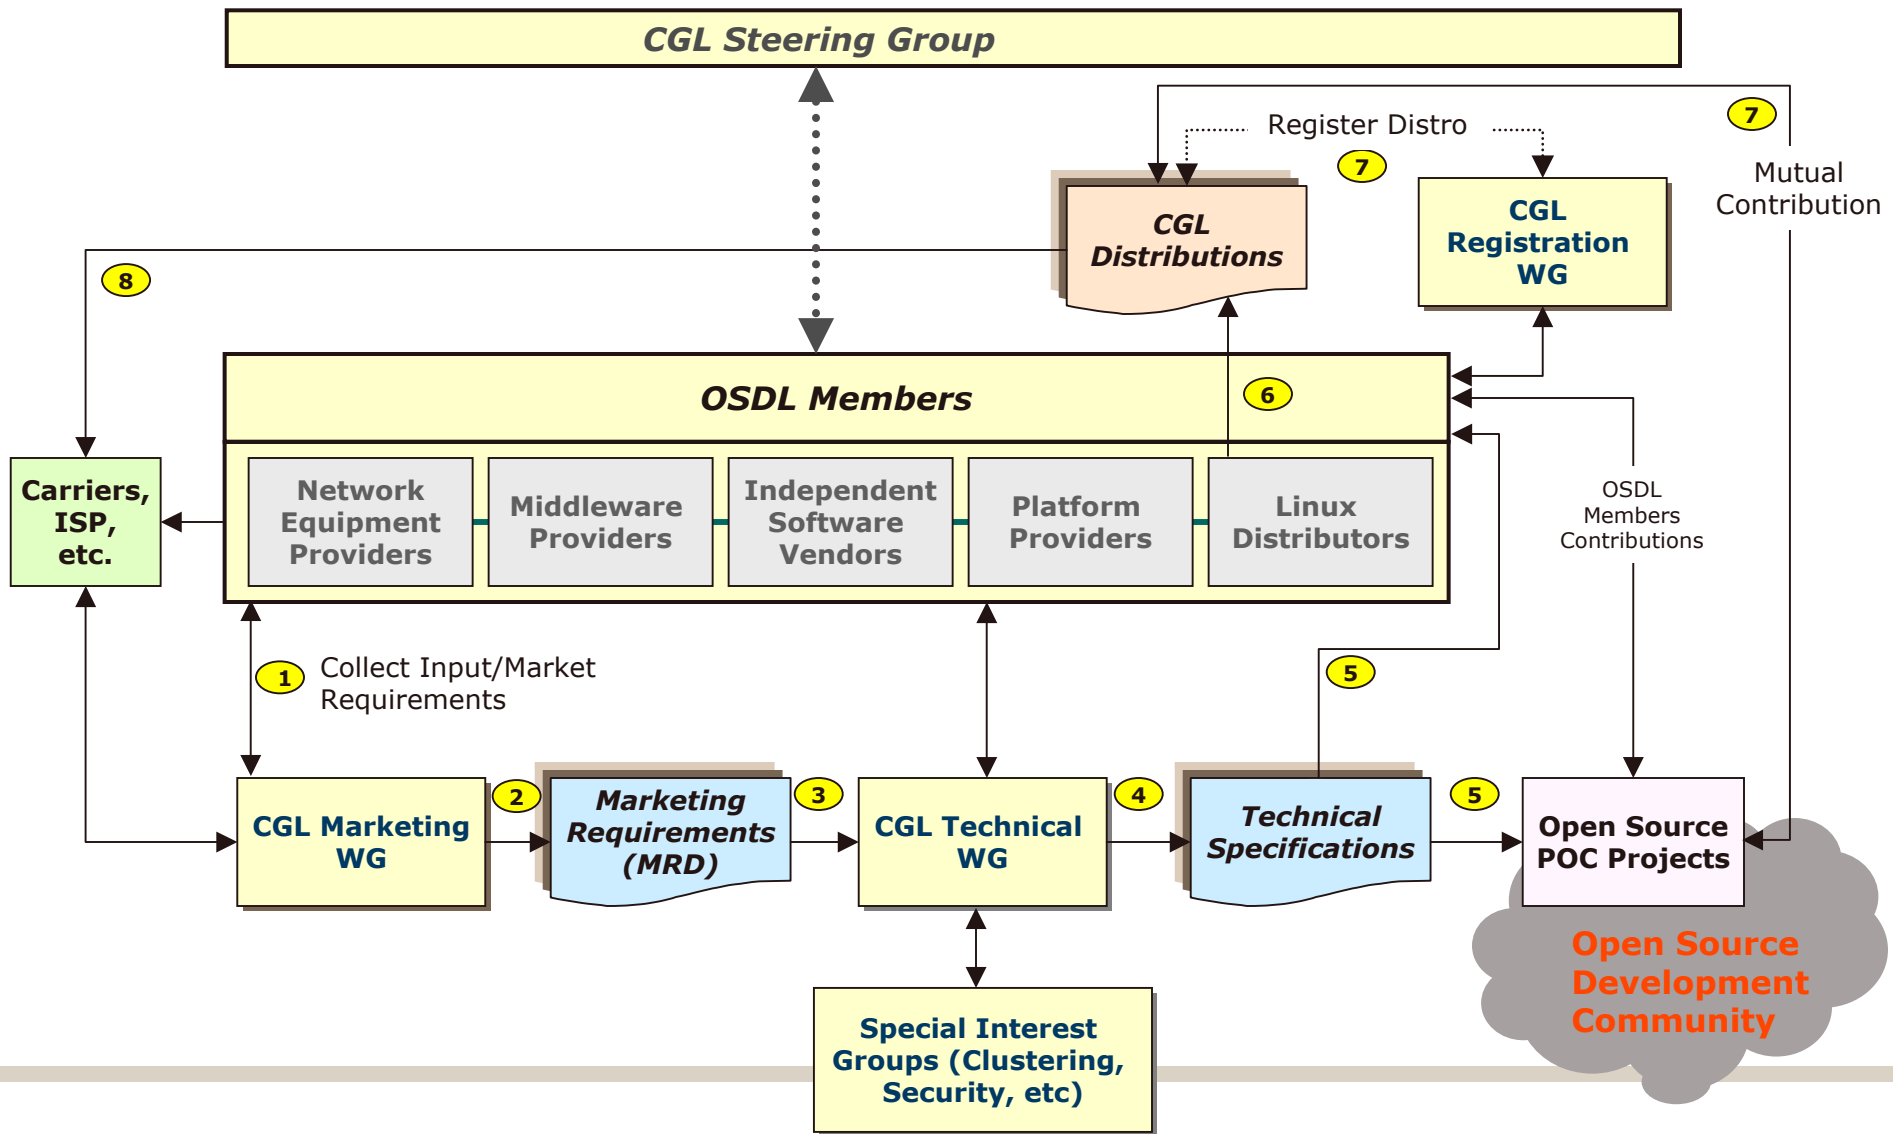 CGL Steering Group
7
Register Distro
7
Mutual
Contribution
CGL
Distributions
CGL
Registration
WG
8
OSDL Members
6
Carriers,
ISP,
etc.
Network
Equipment
Providers
Middleware
Providers
Independent
Software
Vendors
Platform
Providers
Linux
Distributors
OSDL
Members
Contributions
1
Collect Input/Market
Requirements
5
CGL Marketing
WG
2
Marketing
Requirements
(MRD)
3
CGL Technical
WG
4
Technical
Specifications
5
Open Source
POC Projects
Open Source
Development
Community
Special Interest
Groups (Clustering,
Security, etc)